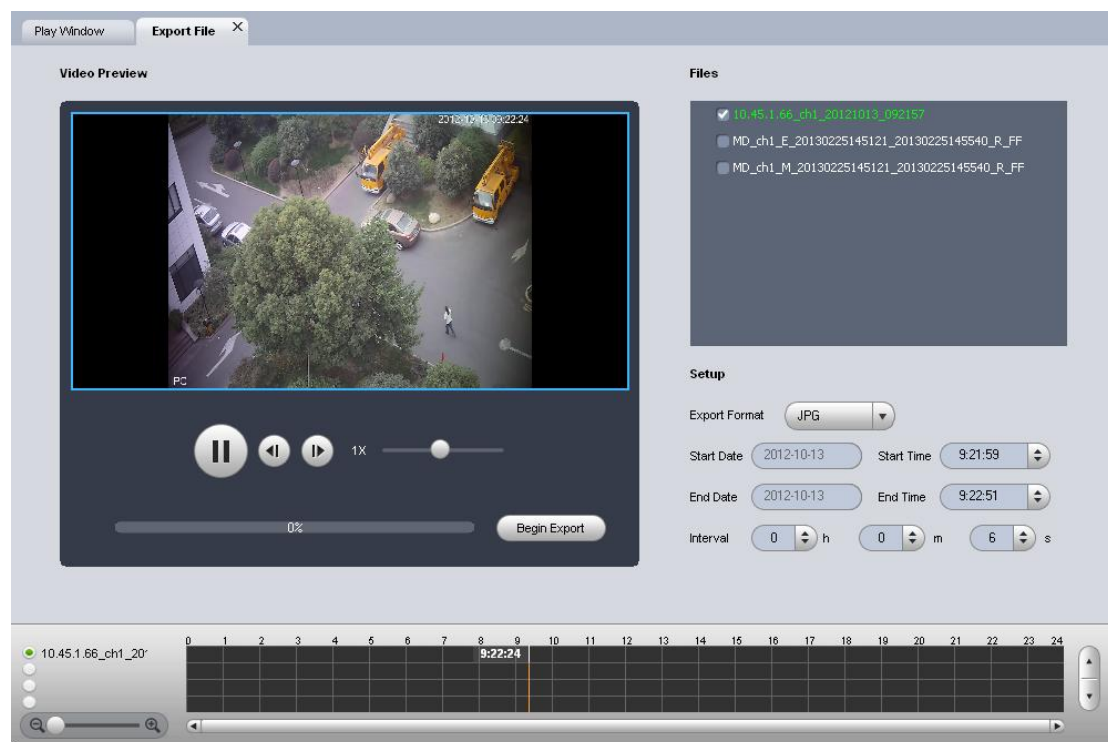 Play Window Export File X
Video Preview
Files
10.45.1.66_ch1_20121013_092157
MD_ch1_E_20130225145121_20130225145540_R_FF
MD_ch1_M_20130225145121_20130225145540_R_FF
09:22:24
PC
1X
0%
Begin Export
Setup
Export Format JPG
Start Date 2012-10-13 Start Time 9:21:59
End Date 2012-10-13 End Time 9:22:51
Interval 0 h 0 m 6 s
0 1 2 3 4 5 6 7 8 9 10 11 12 13 14 15 16 17 18 19 20 21 22 23 24
10.45.1.66_ch1_20
9:22:24